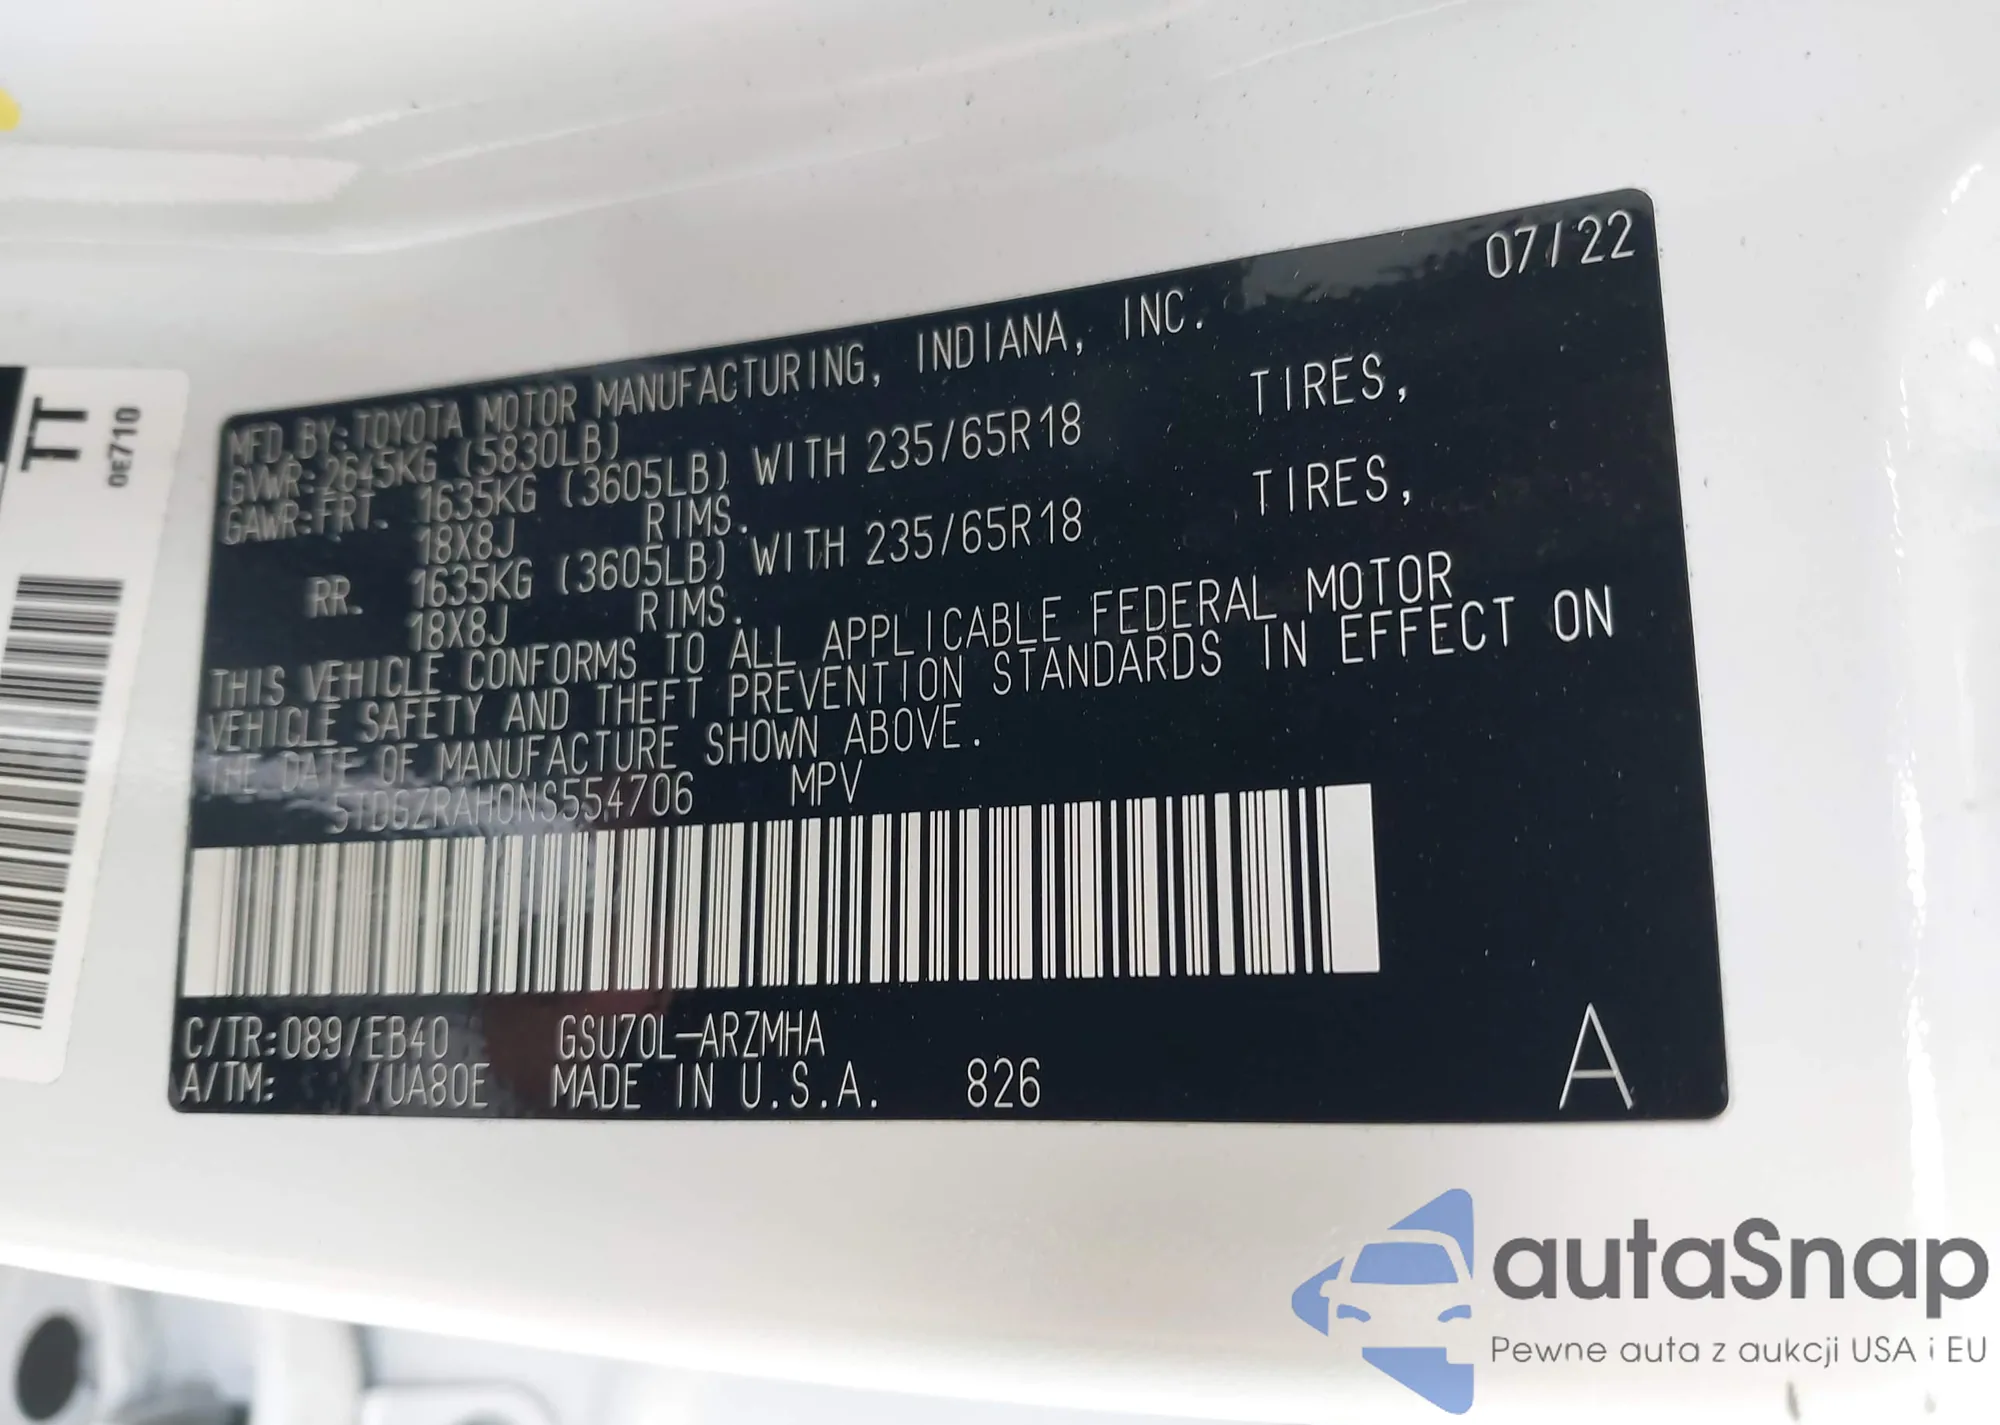 TT
0E710
07/22
MFD.BY:TOYOTA MOTOR MANUFACTURING, INDIANA, INC.
GVWR:2645KG (5830LB)
GAWR:FRT. 1635KG (3605LB) WITH 235/65R18 TIRES,
18X8J RIMS.
RR. 1635KG (3605LB) WITH 235/65R18 TIRES,
18X8J RIMS.
THIS VEHICLE CONFORMS TO ALL APPLICABLE FEDERAL MOTOR
VEHICLE SAFETY AND THEFT PREVENTION STANDARDS IN EFFECT ON
THE DATE OF MANUFACTURE SHOWN ABOVE.
5TDGZRAH0NS554706 MPV
C/TR:089/EB40 GSU70L-ARZMHA
A/TM: /UA80E MADE IN U.S.A. 826
A
autaSnap
Pewne auta z aukcji USA i EU